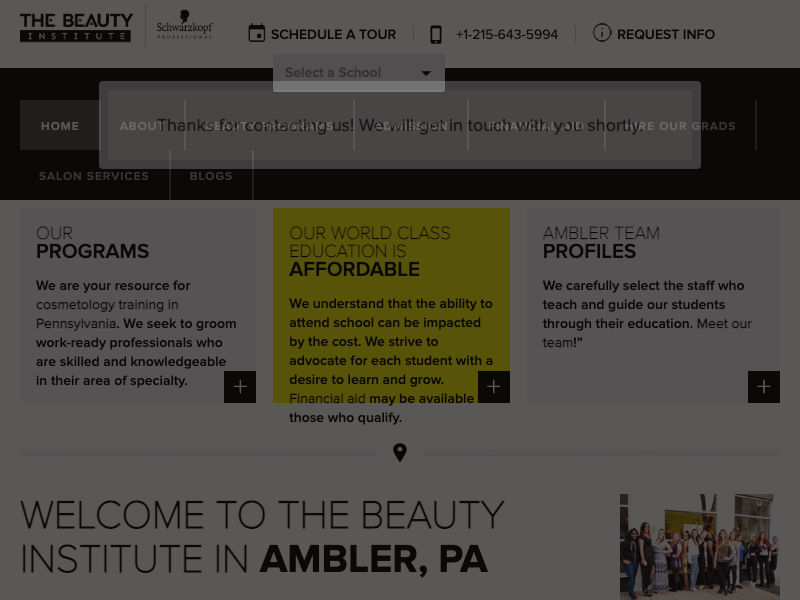 THE BEAUTY
INSTITUTE
Schwarzkopf
PROFESSIONAL
SCHEDULE A TOUR
+1-215-643-5994
REQUEST INFO
Select a School
Thanks for contacting us! We will get in touch with you shortly.
HOME
ABOUT
BEAUTY PROGRAMS
ADMISSION
FINANCIAL AID
HIRE OUR GRADS
SALON SERVICES
BLOGS
OUR
PROGRAMS
We are your resource for
cosmetology training in
Pennsylvania. We seek to groom
work-ready professionals who
are skilled and knowledgeable
in their area of specialty.
OUR WORLD CLASS
EDUCATION IS
AFFORDABLE
We understand that the ability to
attend school can be impacted
by the cost. We strive to
advocate for each student with a
desire to learn and grow.
Financial aid may be available
those who qualify.
AMBLER TEAM
PROFILES
We carefully select the staff who
teach and guide our students
through their education. Meet our
team!”
WELCOME TO THE BEAUTY
INSTITUTE IN AMBLER, PA